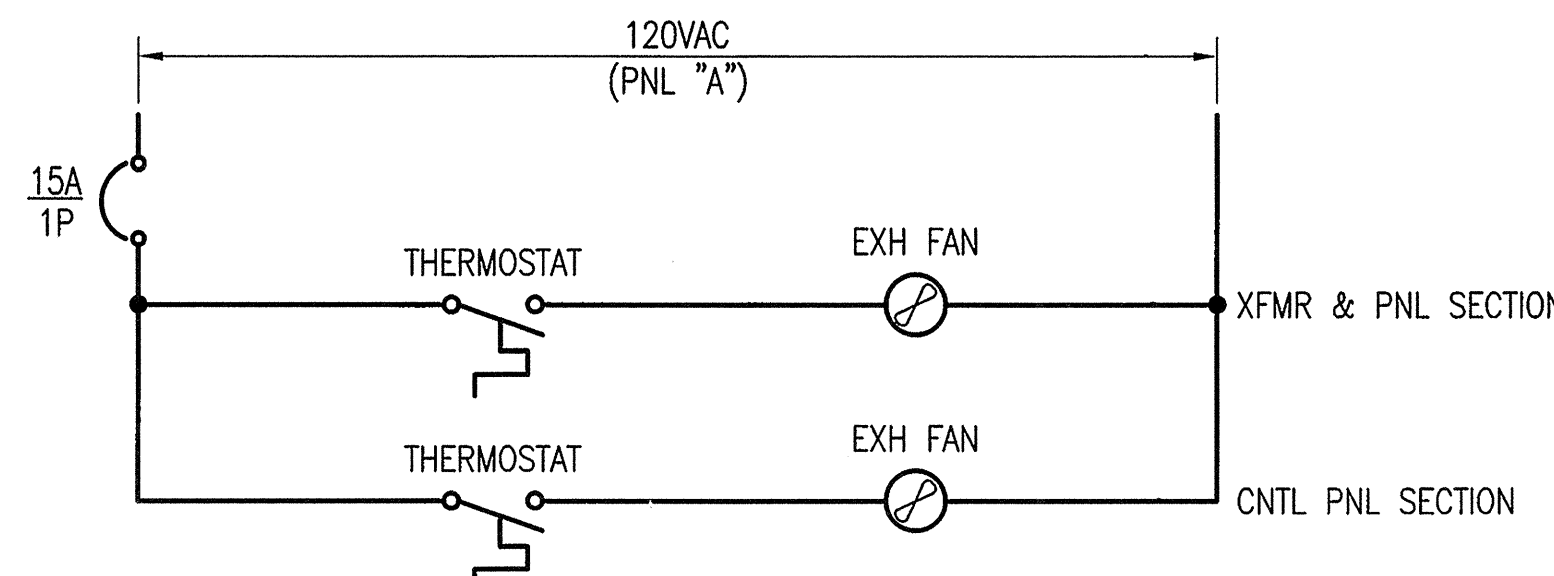 120VAC
(PNL "A")
15A
1P
THERMOSTAT
EXH FAN
XFMR & PNL SECTION
THERMOSTAT
EXH FAN
CNTL PNL SECTION